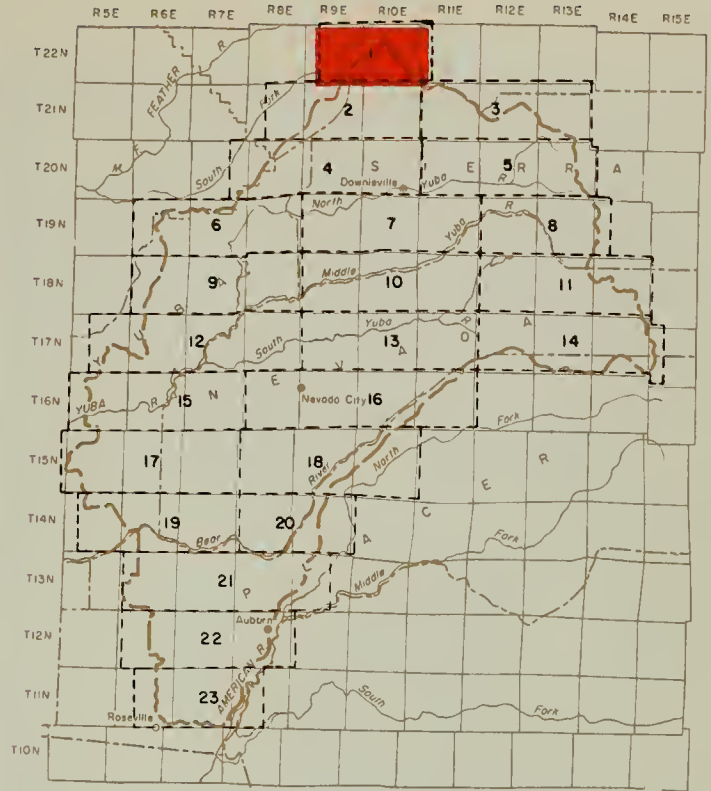 R5E R6E R7E R8E R9E R10E R11E R12E R13E R14E R15E
T22N
1
FEATHER R
M F
Fork
T21N
2
3
South
T20N
4
S E R R A
5
Downieville
Yuba R
T19N
6
North
7
Yuba R
8
T18N
9
Middle
10
11
Y U B A
T17N
12
South Yuba R
13
14
T16N
YUBA R
15
N E V A D A
Nevada City
16
Fork
T15N
17
18
River
North
P L A C E R
T14N
19
Bear
20
Fork
T13N
21
Middle
T12N
22
Auburn
T11N
23
AMERICAN R
South
Fork
Roseville
T10N